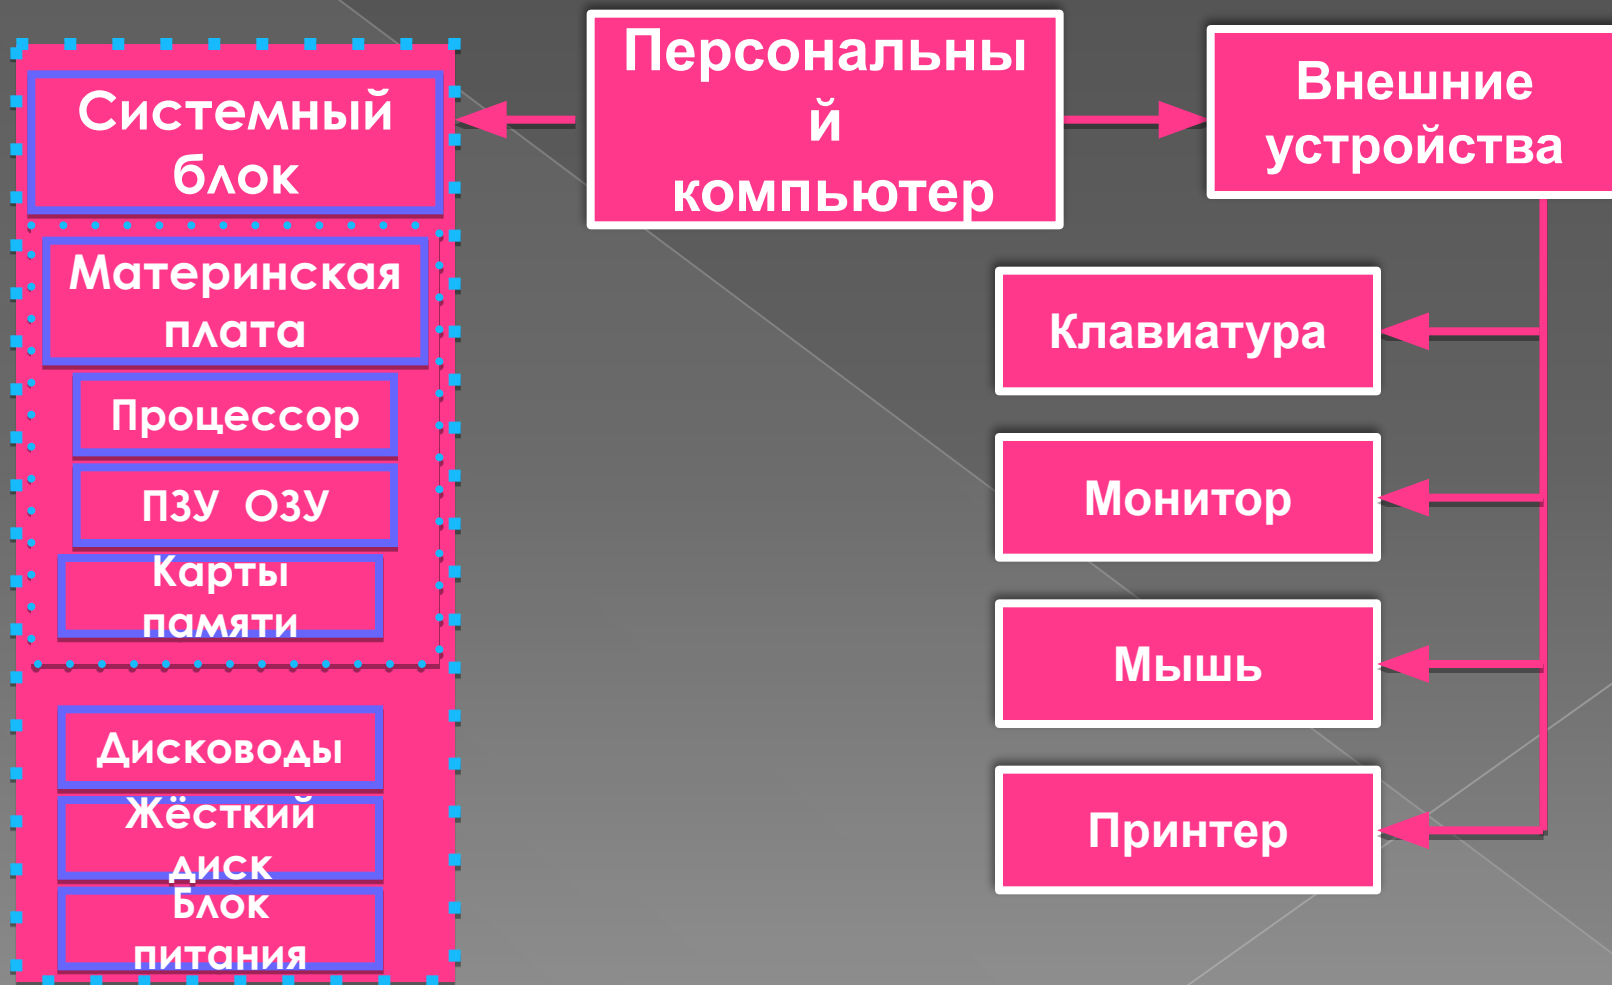 Персональны
й
компьютер
Системный
блок
Материнская
плата
Процессор
ПЗУ ОЗУ
Карты
памяти
Дисководы
Жёсткий
диск
Блок
питания
Внешние
устройства
Клавиатура
Монитор
Мышь
Принтер